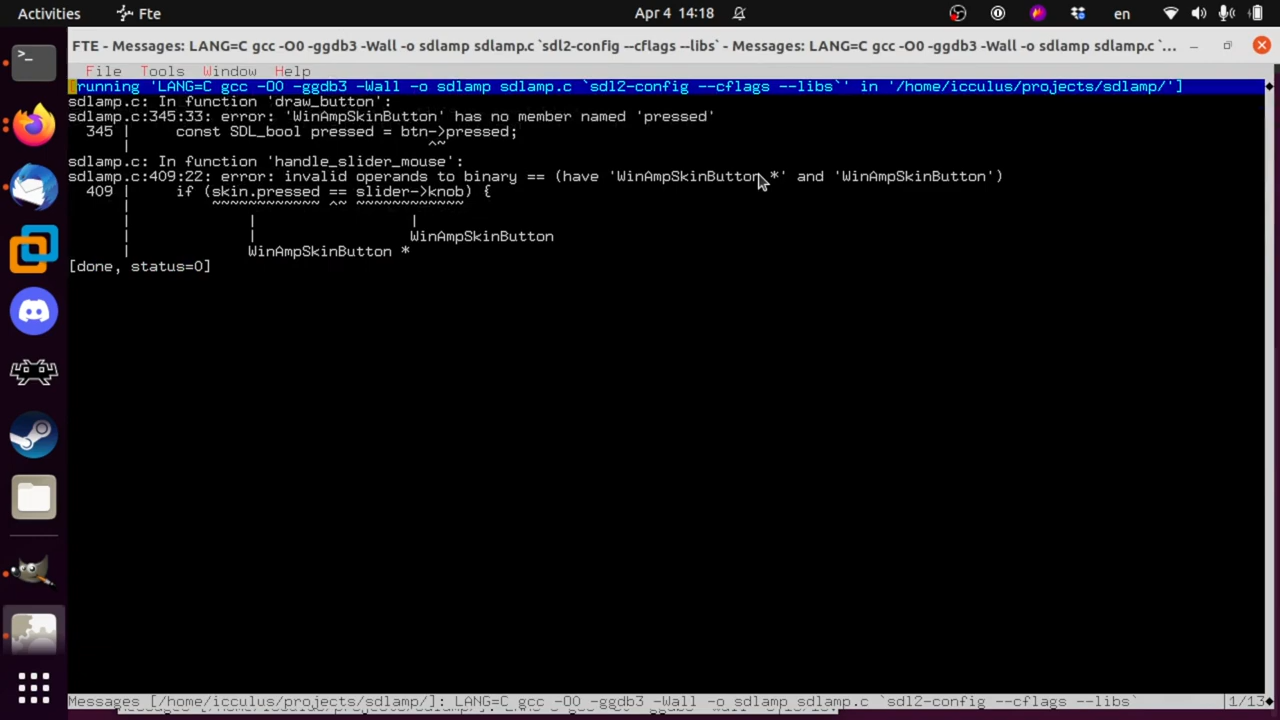 Activities Fte Apr 4 14:18 en
FTE - Messages: LANG=C gcc -O0 -ggdb3 -Wall -o sdlamp sdlamp.c `sdl2-config --cflags --libs` - Messages: LANG=C gcc -O0 -ggdb3 -Wall -o sdlamp sdlamp.c `...
File Tools Window Help
[running 'LANG=C gcc -O0 -ggdb3 -Wall -o sdlamp sdlamp.c `sdl2-config --cflags --libs`' in '/home/icculus/projects/sdlamp/']
sdlamp.c: In function 'draw_button':
sdlamp.c:345:33: error: 'WinAmpSkinButton' has no member named 'pressed'
345 | const SDL_bool pressed = btn->pressed;
| ^~
sdlamp.c: In function 'handle_slider_mouse':
sdlamp.c:409:22: error: invalid operands to binary == (have 'WinAmpSkinButton *' and 'WinAmpSkinButton')
409 | if (skin.pressed == slider->knob) {
| ~~~~~~~~~~~~ ^~ ~~~~~~~~~~~~
| | |
| WinAmpSkinButton
| WinAmpSkinButton *
[done, status=0]
Messages [/home/icculus/projects/sdlamp/]: LANG=C gcc -O0 -ggdb3 -Wall -o sdlamp sdlamp.c `sdl2-config --cflags --libs` 1/13